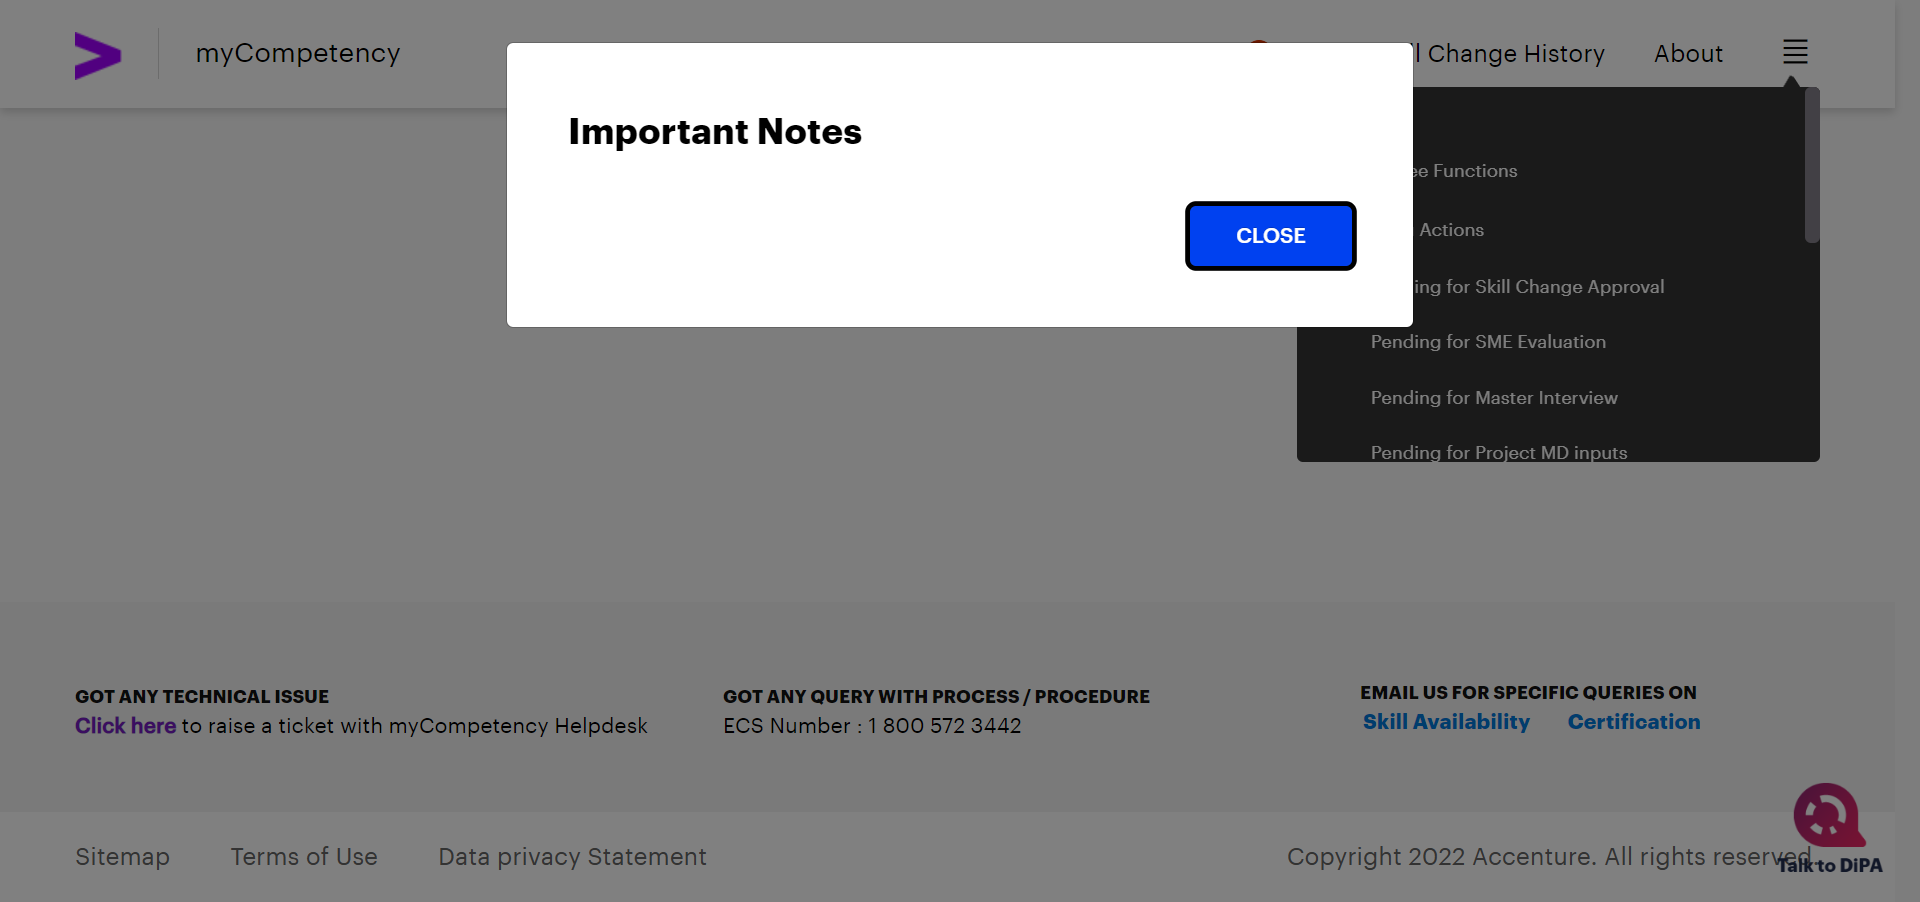 myCompetency
Change History
About
Important Notes
CLOSE
Functions
Actions
for Skill Change Approval
Pending for SME Evaluation
Pending for Master Interview
Pending for Project MD inputs
GOT ANY TECHNICAL ISSUE
Click here to raise a ticket with myCompetency Helpdesk
GOT ANY QUERY WITH PROCESS / PROCEDURE
ECS Number : 1 800 572 3442
EMAIL US FOR SPECIFIC QUERIES ON
Skill Availability
Certification
Sitemap
Terms of Use
Data privacy Statement
Copyright 2022 Accenture. All rights reserved.
Talk to DiPA